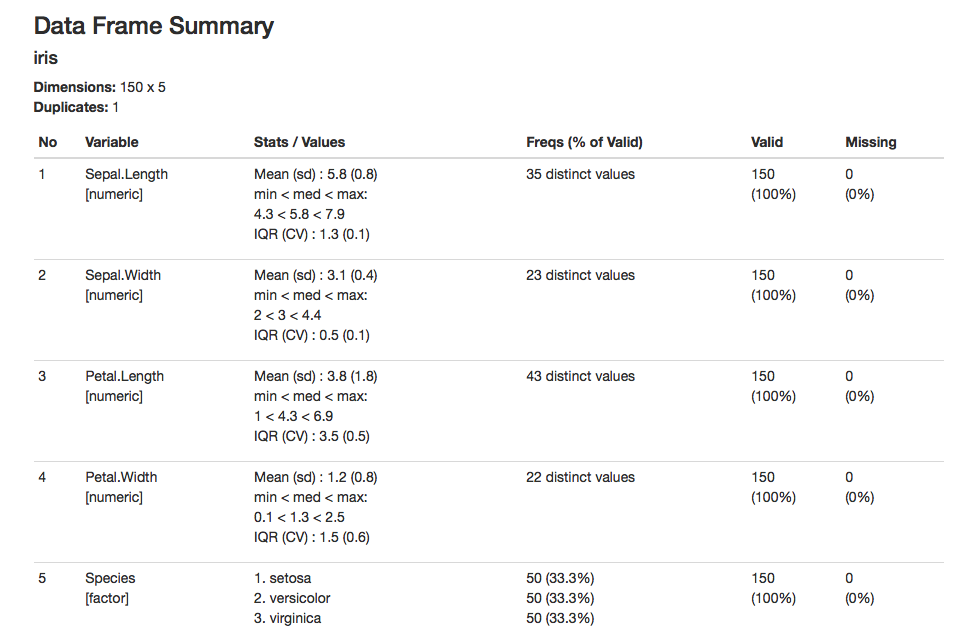 Data Frame Summary
iris
Dimensions: 150 x 5
Duplicates: 1
No Variable Stats / Values Freqs (% of Valid) Valid Missing
1 Sepal.Length Mean (sd) : 5.8 (0.8) 35 distinct values 150 0
[numeric] min < med < max: (100%) (0%)
4.3 < 5.8 < 7.9
IQR (CV) : 1.3 (0.1)
2 Sepal.Width Mean (sd) : 3.1 (0.4) 23 distinct values 150 0
[numeric] min < med < max: (100%) (0%)
2 < 3 < 4.4
IQR (CV) : 0.5 (0.1)
3 Petal.Length Mean (sd) : 3.8 (1.8) 43 distinct values 150 0
[numeric] min < med < max: (100%) (0%)
1 < 4.3 < 6.9
IQR (CV) : 3.5 (0.5)
4 Petal.Width Mean (sd) : 1.2 (0.8) 22 distinct values 150 0
[numeric] min < med < max: (100%) (0%)
0.1 < 1.3 < 2.5
IQR (CV) : 1.5 (0.6)
5 Species 1. setosa 50 (33.3%) 150 0
[factor] 2. versicolor 50 (33.3%) (100%) (0%)
3. virginica 50 (33.3%)